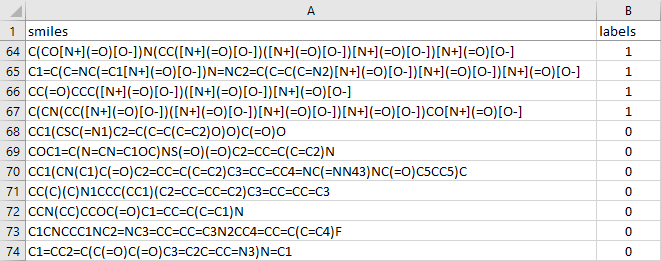 A B
1 smiles labels
64 C(CO[N+](=O)[O-])N(CC([N+](=O)[O-])([N+](=O)[O-])[N+](=O)[O-])[N+](=O)[O-] 1
65 C1=C(C=NC(=C1[N+](=O)[O-])N=NC2=C(C=C(C=N2)[N+](=O)[O-])[N+](=O)[O-])[N+](=O)[O-] 1
66 CC(=O)CCC([N+](=O)[O-])([N+](=O)[O-])[N+](=O)[O-] 1
67 C(CN(CC([N+](=O)[O-])([N+](=O)[O-])[N+](=O)[O-])[N+](=O)[O-])CO[N+](=O)[O-] 1
68 CC1(CSC(=N1)C2=C(C=C(C=C2)O)O)C(=O)O 0
69 COC1=C(N=CN=C1OC)NS(=O)(=O)C2=CC=C(C=C2)N 0
70 CC1(CN(C1)C(=O)C2=CC=C(C=C2)C3=CC=CC4=NC(=NN43)NC(=O)C5CC5)C 0
71 CC(C)(C)N1CCC(CC1)(C2=CC=CC=C2)C3=CC=CC=C3 0
72 CCN(CC)CCOC(=O)C1=CC=C(C=C1)N 0
73 C1CNCCC1NC2=NC3=CC=CC=C3N2CC4=CC=C(C=C4)F 0
74 C1=CC2=C(C(=O)C(=O)C3=C2C=CC=N3)N=C1 0